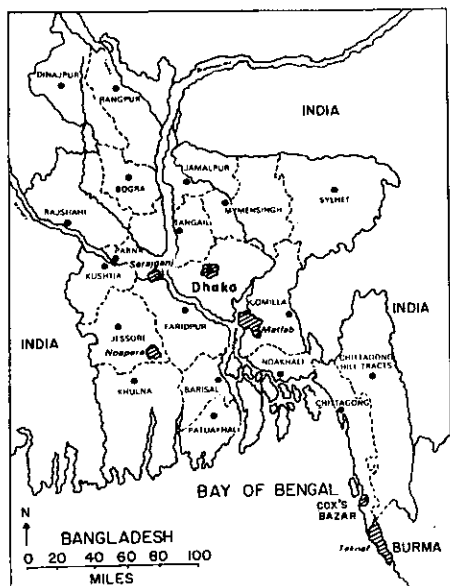 DINAJPUR
RANGPUR
INDIA
BOGRA
JAMALPUR
SYLHET
RAJSHAHI
MYMENSINGH
TANGAIL
PABNA
Serajganj
KUSHTIA
Dhaka
INDIA
COMILLA
INDIA
JESSORE
FARIDPUR
Matlab
CHITTAGONG
HILL TRACTS
Noapara
NOAKHALI
KHULNA
BARISAL
CHITTAGONG
PATUAKHALI
BAY OF BENGAL
COX'S
BAZAR
N
BANGLADESH
Teknaf
BURMA
0 20 40 60 80 100
MILES